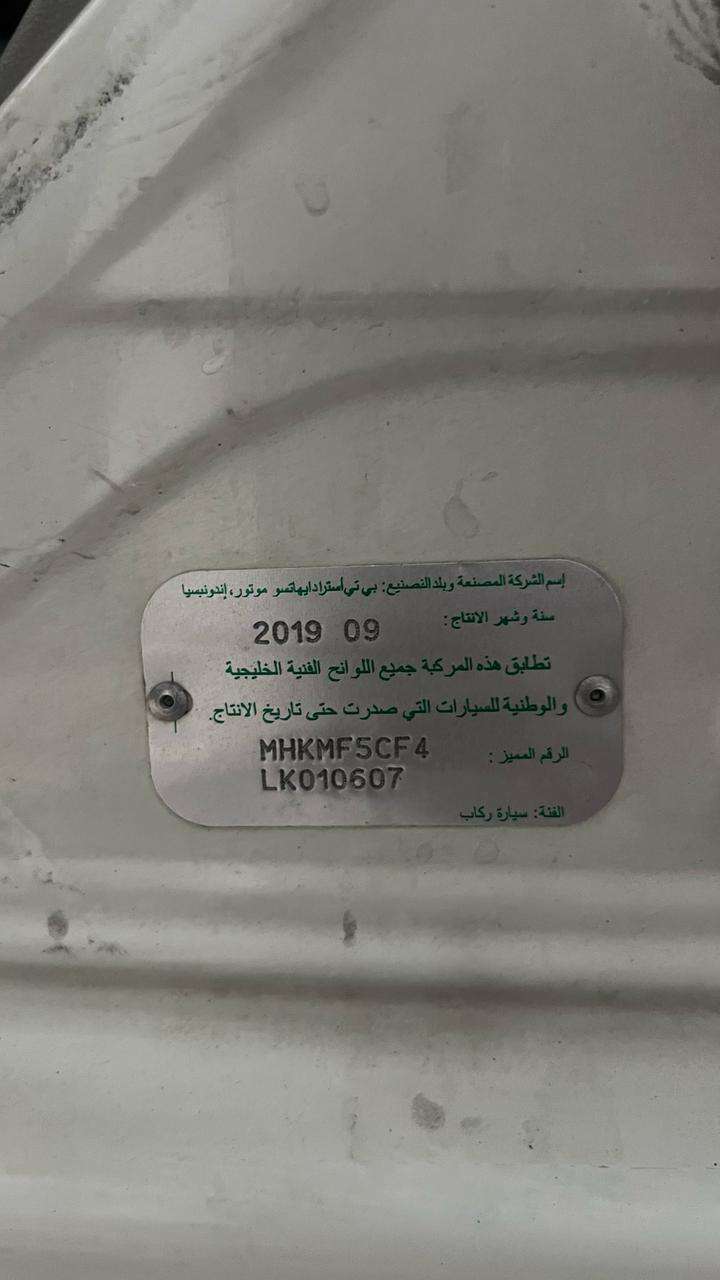 إسم الشركة المصنعة وبلد التصنيع: بي تي أسترا دايهاتسو موتور، إندونيسيا
سنة وشهر الانتاج: 2019 09
تطابق هذه المركبة جميع اللوائح الفنية الخليجية
والوطنية للسيارات التي صدرت حتى تاريخ الانتاج.
الرقم المميز : MHKMF5CF4
LK010607
الفئة: سيارة ركاب